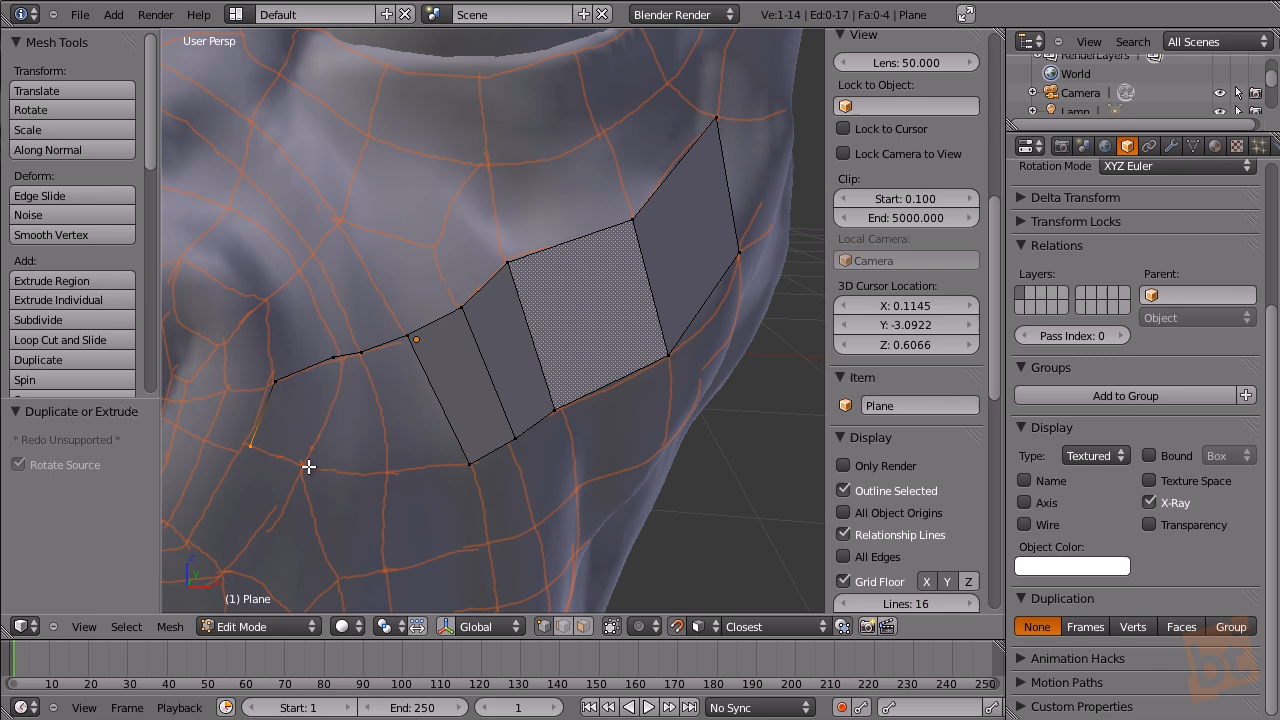 File
Add
Render
Help
Default
Scene
Blender Render
Ve:1-14 | Ed:0-17 | Fa:0-4 | Plane
Mesh Tools
Transform:
Translate
Rotate
Scale
Along Normal
Deform:
Edge Slide
Noise
Smooth Vertex
Add:
Extrude Region
Extrude Individual
Subdivide
Loop Cut and Slide
Duplicate
Spin
Duplicate or Extrude
* Redo Unsupported *
Rotate Source
User Persp
(1) Plane
View
Lens: 50.000
Lock to Object:
Lock to Cursor
Lock Camera to View
Clip:
Start: 0.100
End: 5000.000
Local Camera:
Camera
3D Cursor Location:
X: 0.1145
Y: -3.0922
Z: 0.6066
Item
Plane
Display
Only Render
Outline Selected
All Object Origins
Relationship Lines
All Edges
Grid Floor X Y Z
Lines: 16
View Search All Scenes
RenderLayers
World
Camera
Lamp
Rotation Mode XYZ Euler
Delta Transform
Transform Locks
Relations
Layers: Parent:
Object
Pass Index: 0
Groups
Add to Group
Display
Type: Textured Bound Box
Name Texture Space
Axis X-Ray
Wire Transparency
Object Color:
Duplication
None Frames Verts Faces Group
Animation Hacks
Motion Paths
Custom Properties
View Select Mesh Edit Mode Global Closest
10 20 30 40 50 60 70 80 90 100 110 120 130 140 150 160 170 180 190 200 210 220 230 240 250
View Frame Playback Start: 1 End: 250 1 No Sync
bc